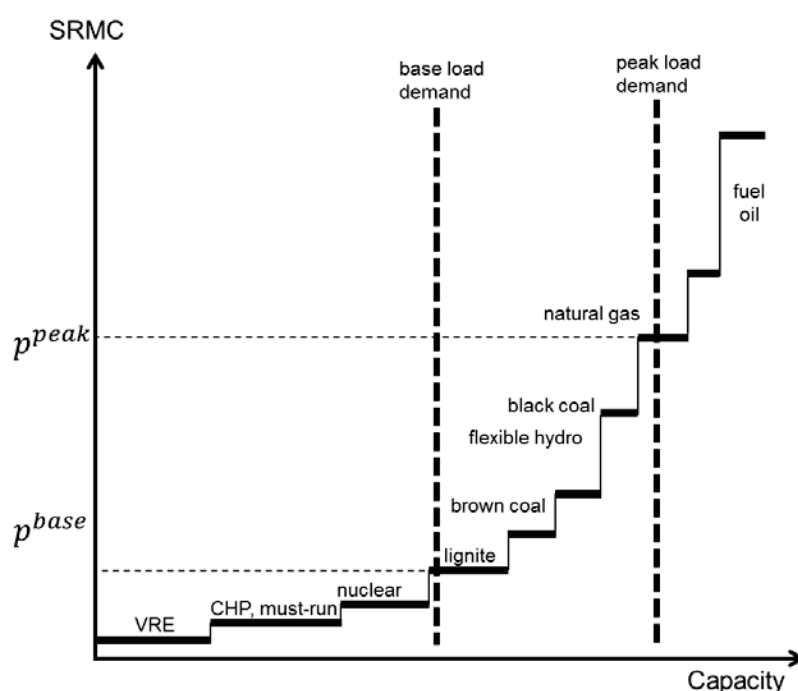 SRMC
base load
demand
peak load
demand
fuel
oil
natural gas
p^peak
black coal
flexible hydro
brown coal
p^base
lignite
nuclear
CHP, must-run
VRE
Capacity